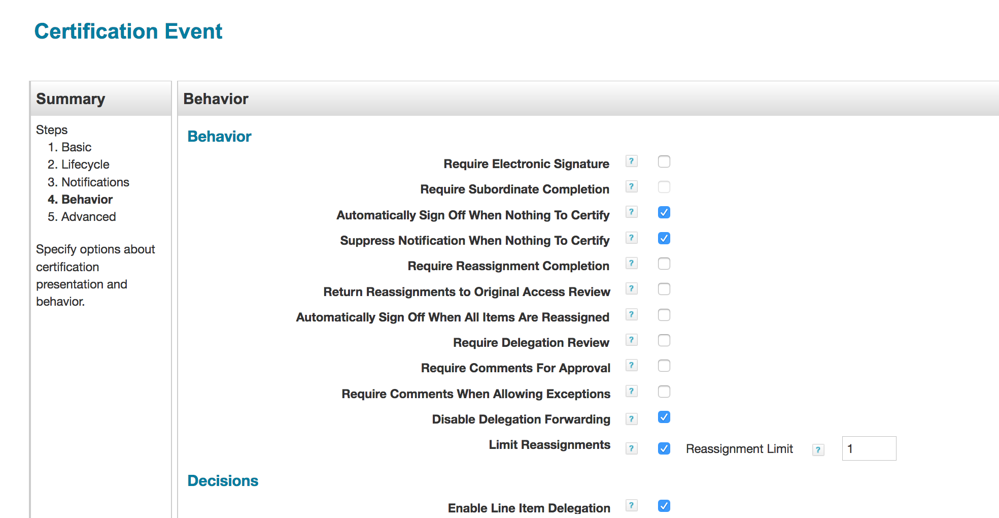 Certification Event
Summary
Steps
1. Basic
2. Lifecycle
3. Notifications
4. Behavior
5. Advanced
Specify options about
certification
presentation and
behavior.
Behavior
Behavior
Require Electronic Signature ?
Require Subordinate Completion ?
Automatically Sign Off When Nothing To Certify ?
Suppress Notification When Nothing To Certify ?
Require Reassignment Completion ?
Return Reassignments to Original Access Review ?
Automatically Sign Off When All Items Are Reassigned ?
Require Delegation Review ?
Require Comments For Approval ?
Require Comments When Allowing Exceptions ?
Disable Delegation Forwarding ?
Limit Reassignments ? Reassignment Limit ? 1
Decisions
Enable Line Item Delegation ?